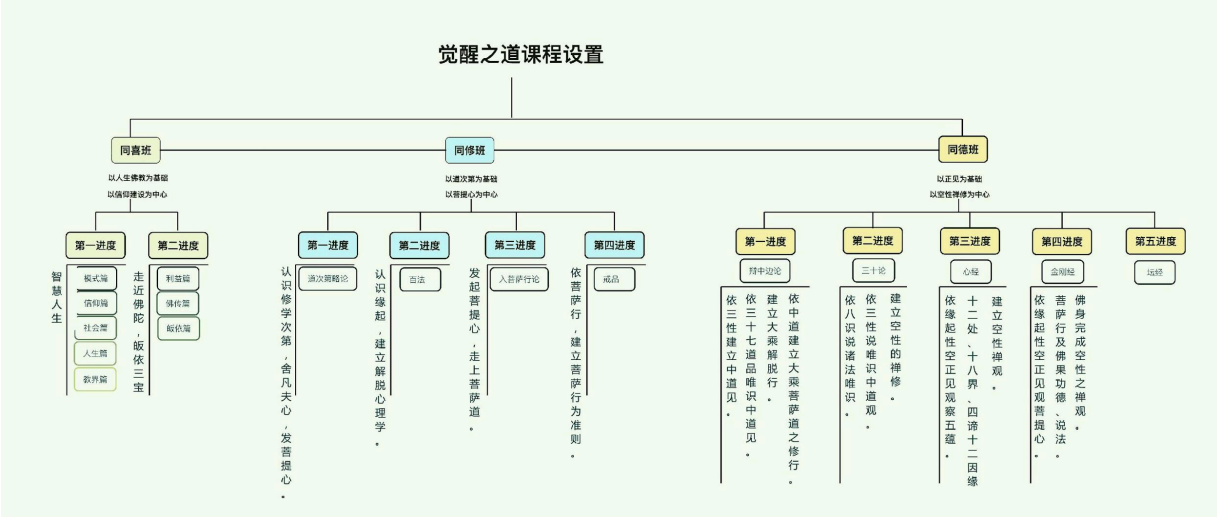 觉醒之道课程设置
同喜班
以人生佛教为基础
以信仰建设为中心
第一进度
智慧人生
模式篇
信仰篇
社会篇
人生篇
教界篇
第二进度
走近佛陀，皈依三宝
利益篇
佛传篇
皈依篇
同修班
以道次第为基础
以菩提心为中心
第一进度
道次第略论
认识修学次第，舍凡夫心，发菩提心。
第二进度
百法
认识缘起，建立解脱心理学。
第三进度
入菩萨行论
发起菩提心，走上菩萨道。
第四进度
戒品
依菩萨行，建立菩萨行为准则。
同德班
以正见为基础
以空性禅修为中心
第一进度
辩中边论
依三性建立中道见。
依三十七道品唯识中道见。
建立大乘解脱行。
依中道建立大乘菩萨道之修行。
第二进度
三十论
依八识说诸法唯识。
依三性说唯识中道观。
建立空性的禅修。
第三进度
心经
依缘起性空正见观察五蕴。
十二处、十八界、四谛十二因缘
建立空性禅观。
第四进度
金刚经
依缘起性空正见观菩提心。
菩萨行及佛果功德、说法。
佛身完成空性之禅观。
第五进度
坛经